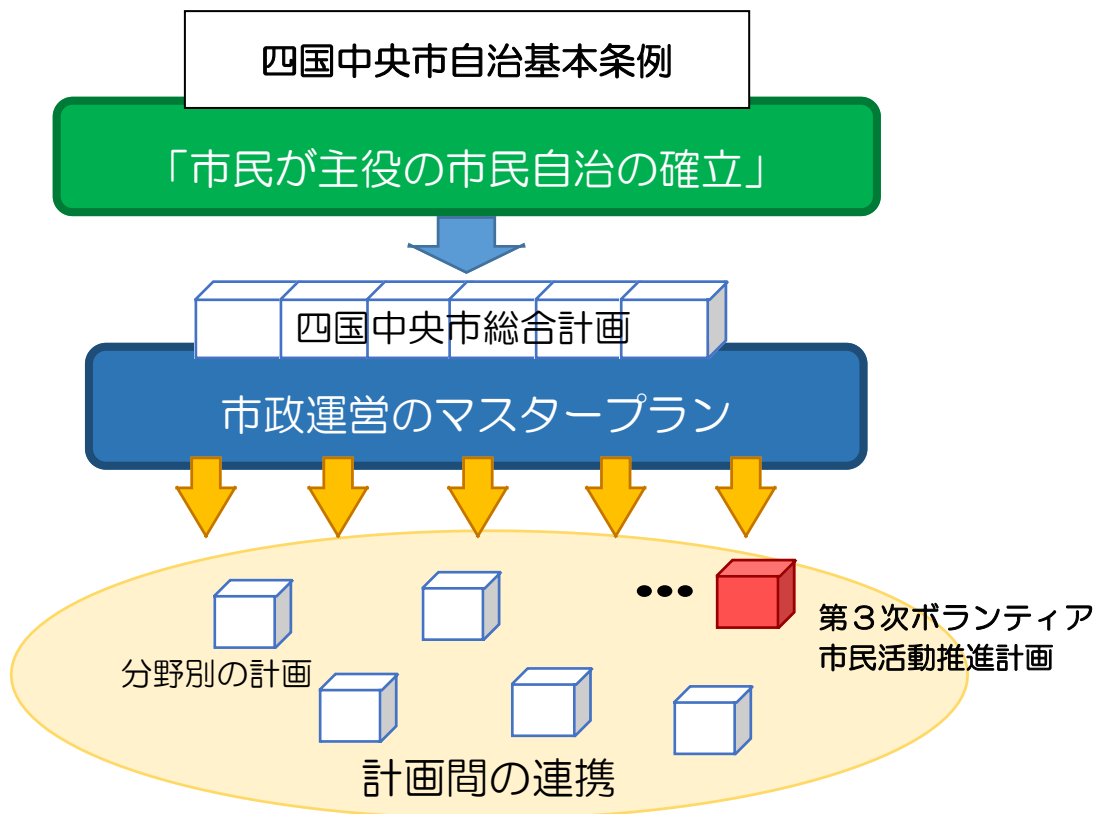 四国中央市自治基本条例
「市民が主役の市民自治の確立」
四国中央市総合計画
市政運営のマスタープラン
•••
第３次ボランティア
市民活動推進計画
分野別の計画
計画間の連携